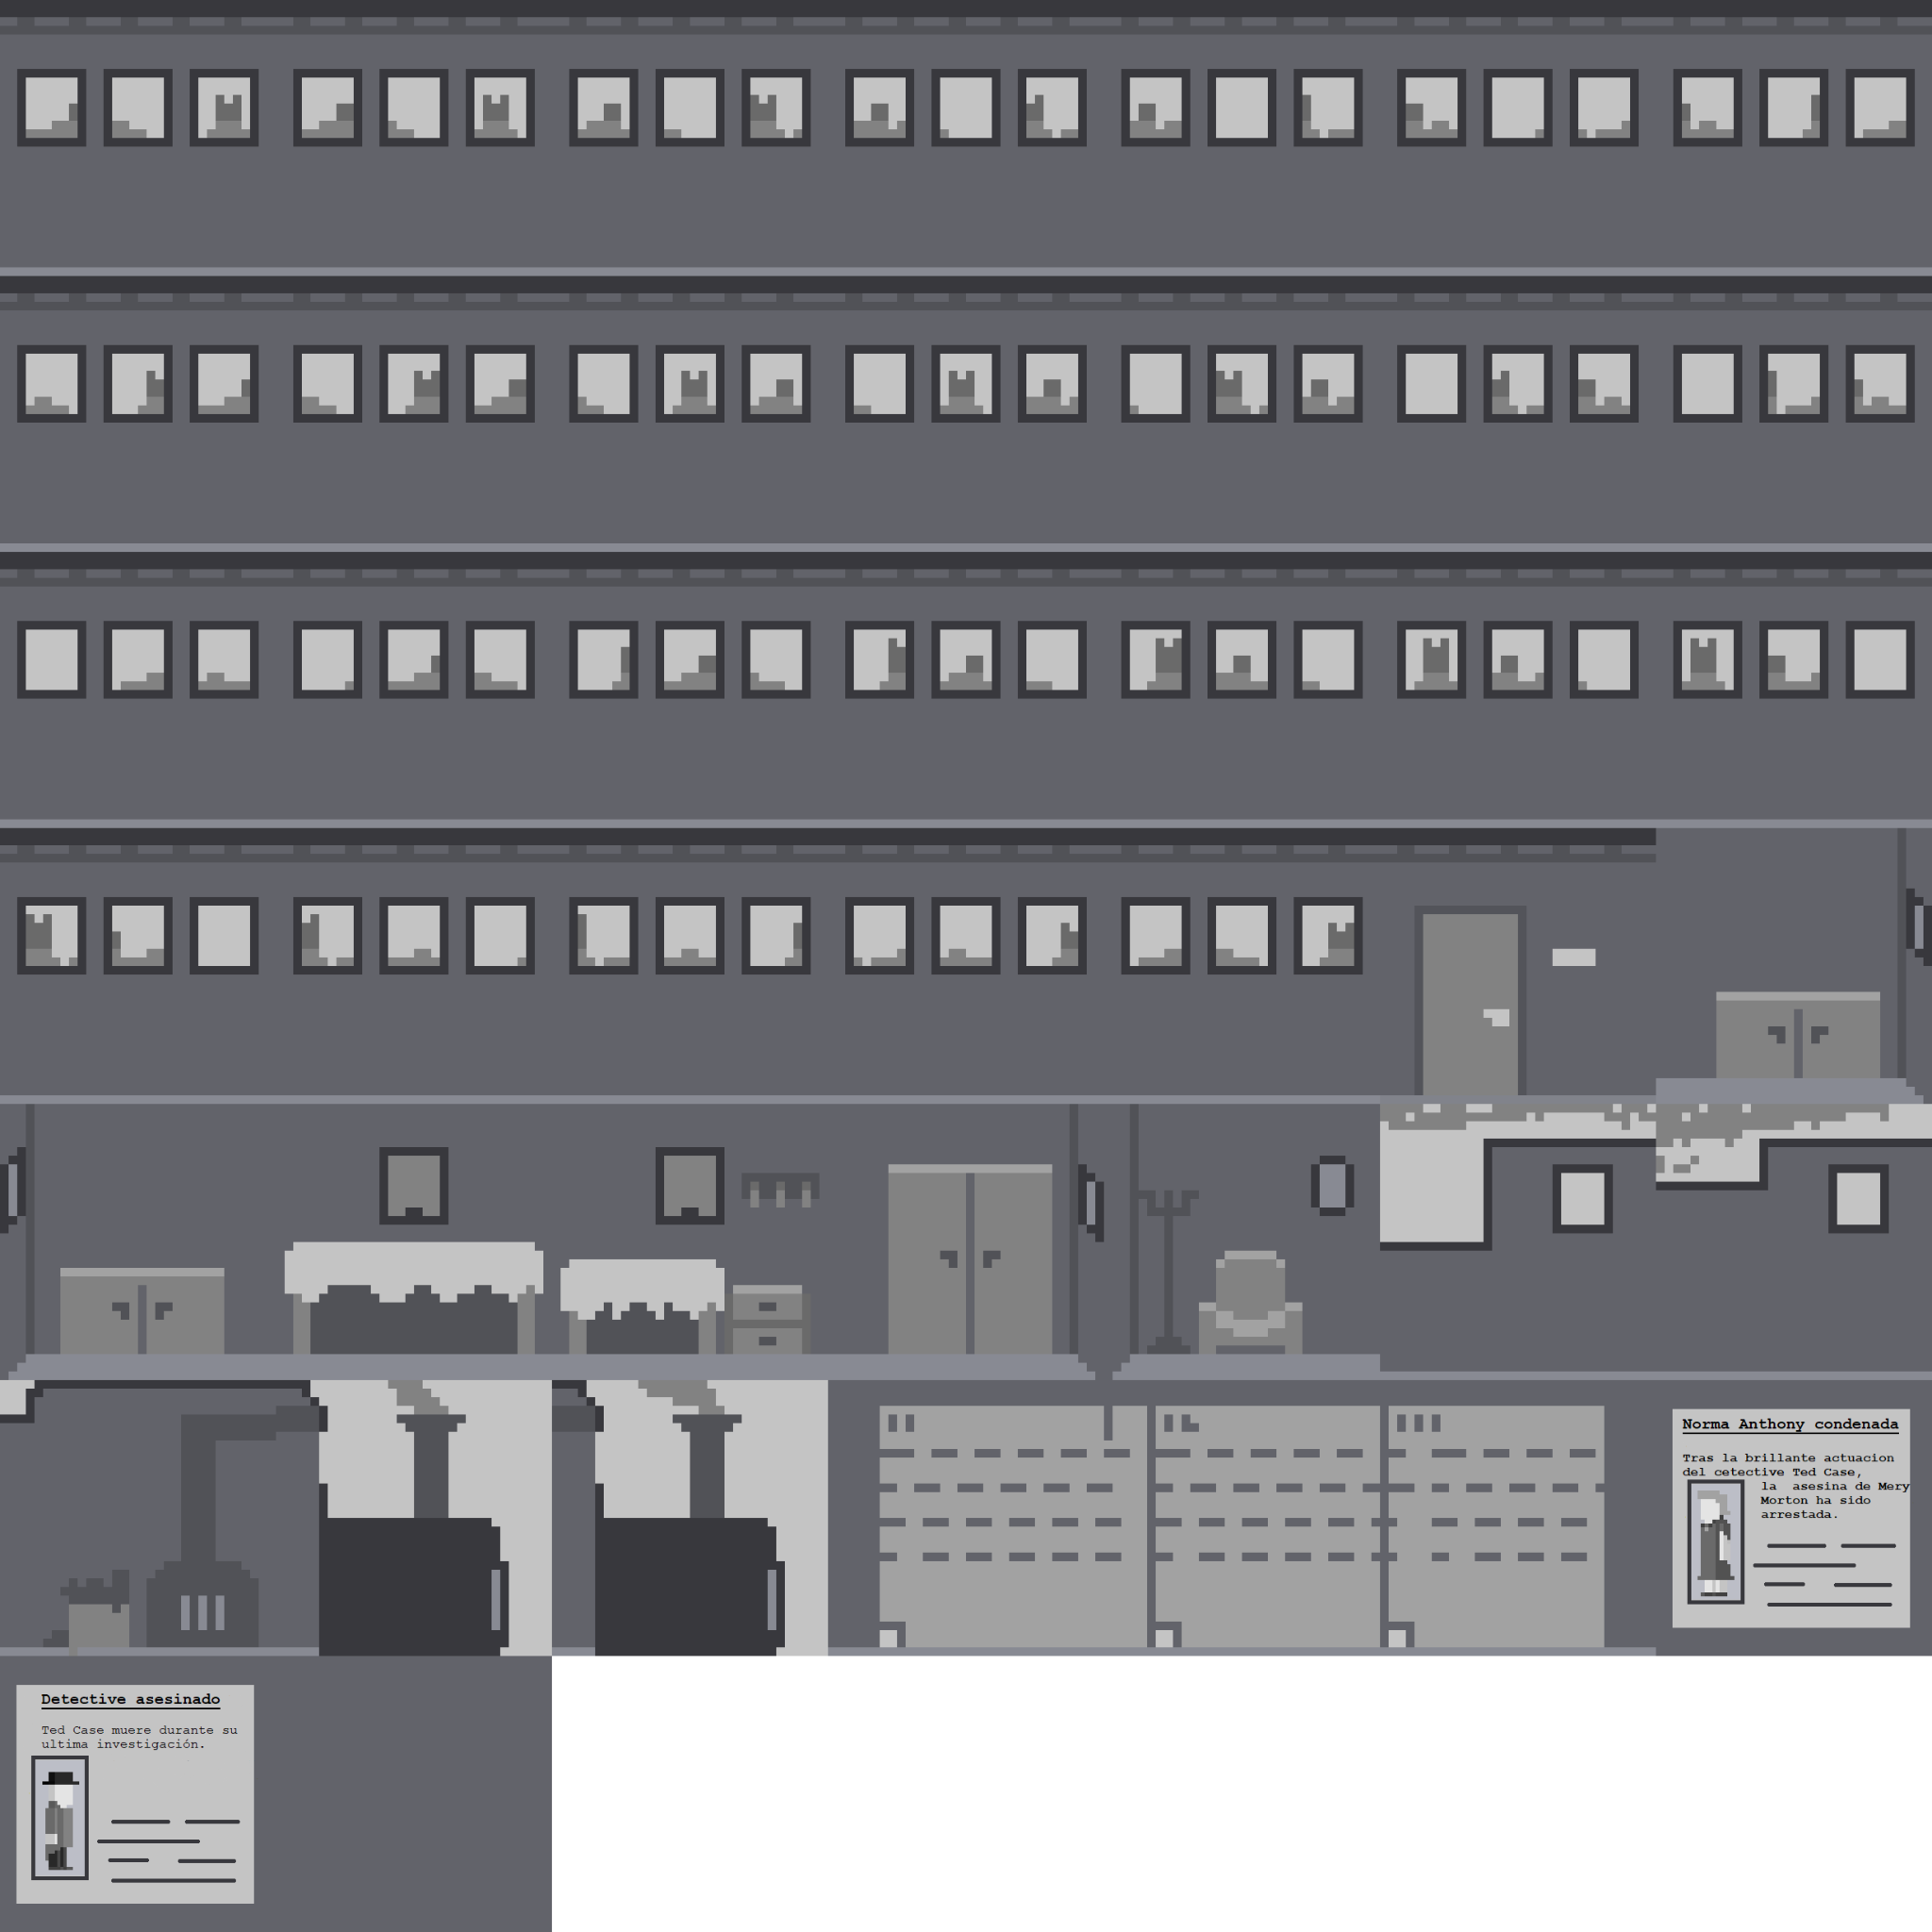 Norma Anthony condenada
Tras la brillante actuacion
del cetective Ted Case,
la asesina de Mery
Morton ha sido
arrestada.
Detective asesinado
Ted Case muere durante su
ultima investigación.